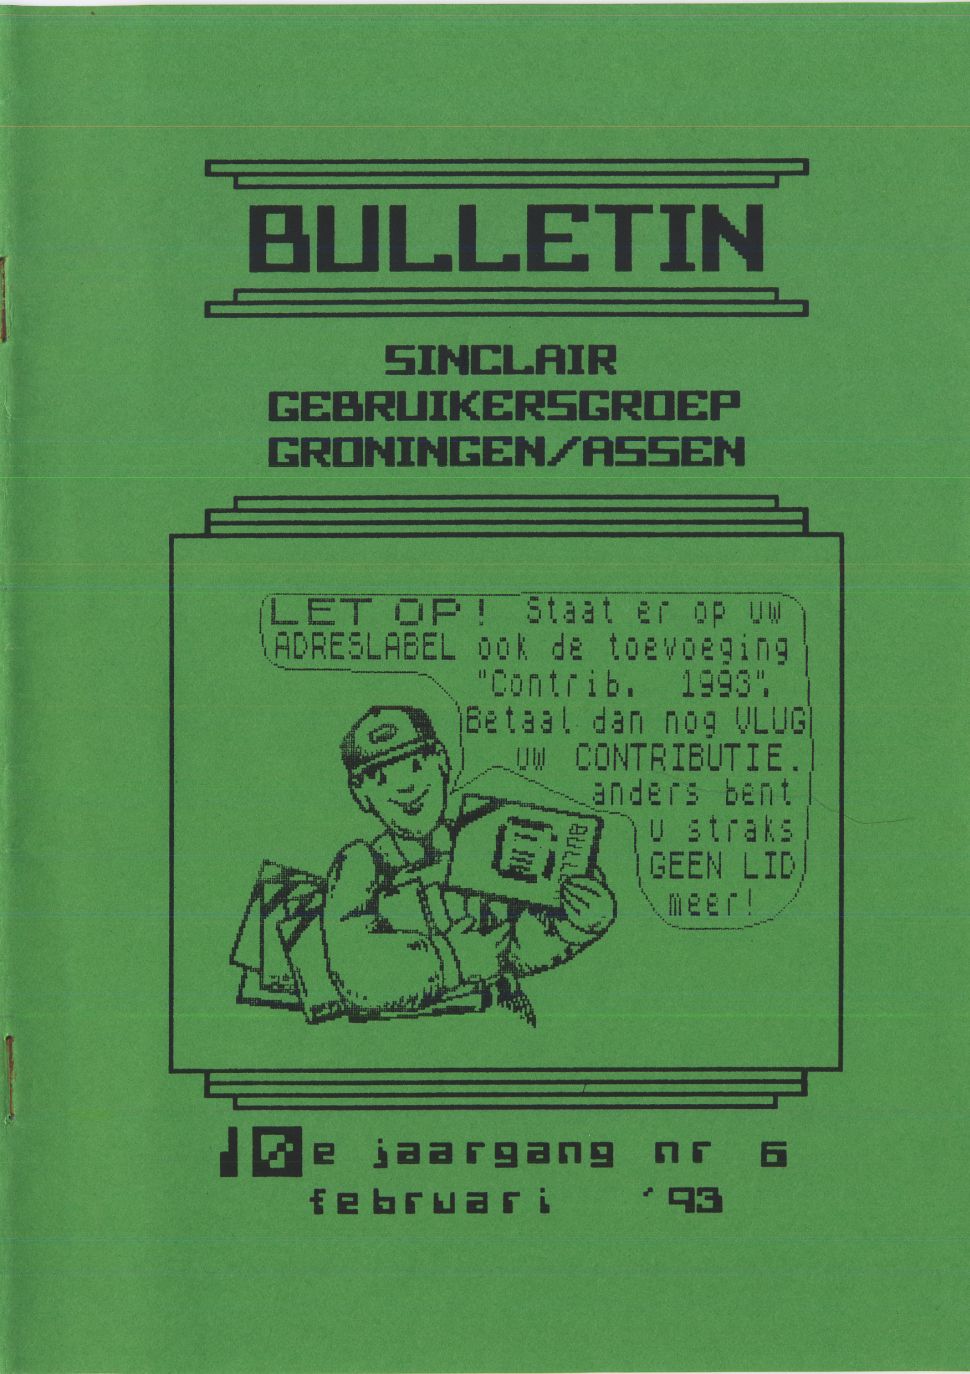 BULLETIN
SINCLAIR
GEBRUIKERSGROEP
GRONINGEN/ASSEN
LET OP! Staat er op uw
ADRESLABEL ook de toevoeging
"Contrib. 1993".
Betaal dan nog VLUG
uw CONTRIBUTIE.
anders bent
u straks
GEEN LID
meer!
10e jaargang nr 6
februari '93